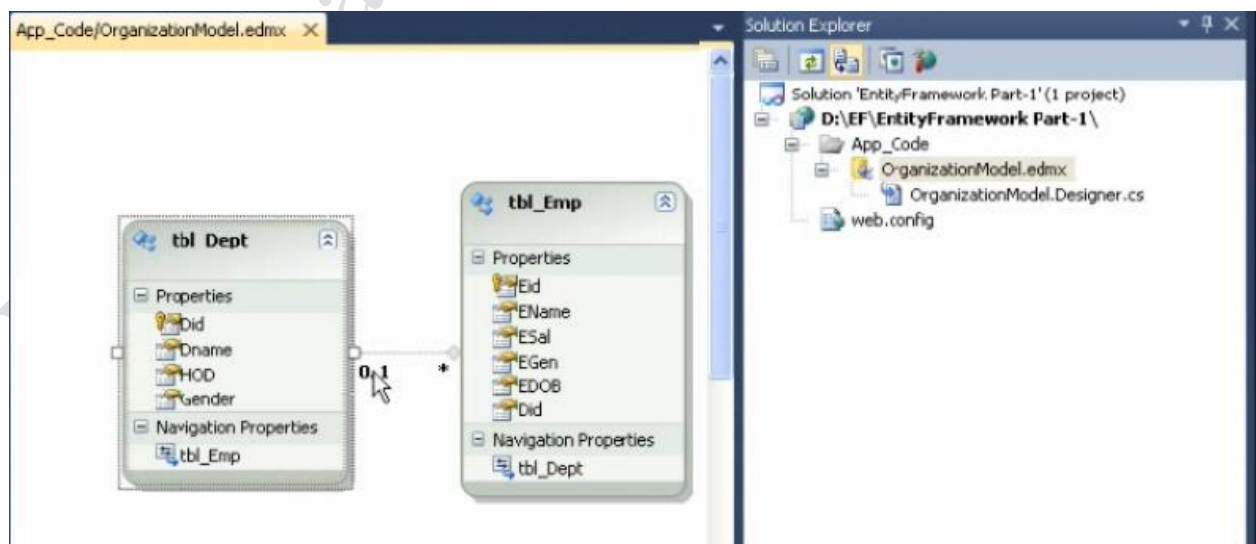 App_Code/OrganizationModel.edmx
tbl_Dept
Properties
Did
Dname
HOD
Gender
Navigation Properties
tbl_Emp
0..1
*
tbl_Emp
Properties
Eid
EName
ESal
EGen
EDOB
Did
Navigation Properties
tbl_Dept
Solution Explorer
Solution 'EntityFramework Part-1' (1 project)
D:\EF\EntityFramework Part-1\
App_Code
OrganizationModel.edmx
OrganizationModel.Designer.cs
web.config